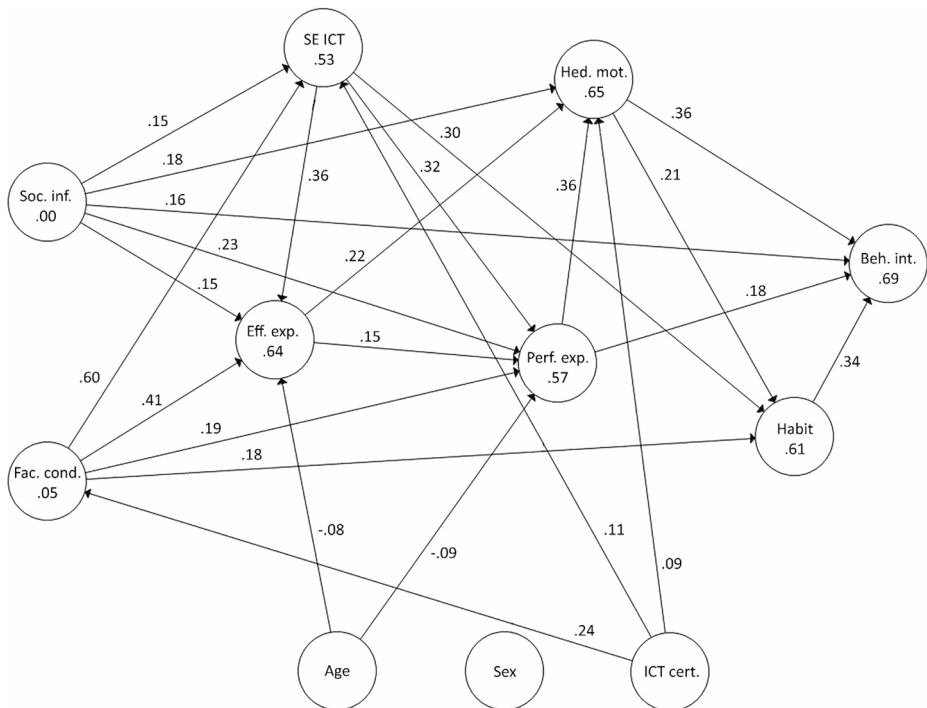 SE ICT
.53
Hed. mot.
.65
.15
.30
.36
.18
.32
.36
.36
.21
Soc. inf.
.00
.16
.23
.22
Beh. int.
.69
.15
.18
Eff. exp.
.64
.15
Perf. exp.
.57
.34
.60
.41
.19
Habit
.61
.18
Fac. cond.
.05
-.08
-.09
.11
.09
.24
Age
Sex
ICT cert.